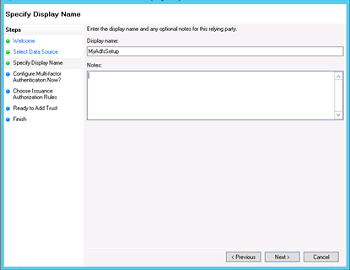 Specify Display Name
Steps
Welcome
Select Data Source
Specify Display Name
Configure Multi-factor
Authentication Now?
Choose Issuance
Authorization Rules
Ready to Add Trust
Finish
Enter the display name and any optional notes for this relying party.
Display name:
MyAdfsSetup
Notes:
< Previous
Next >
Cancel